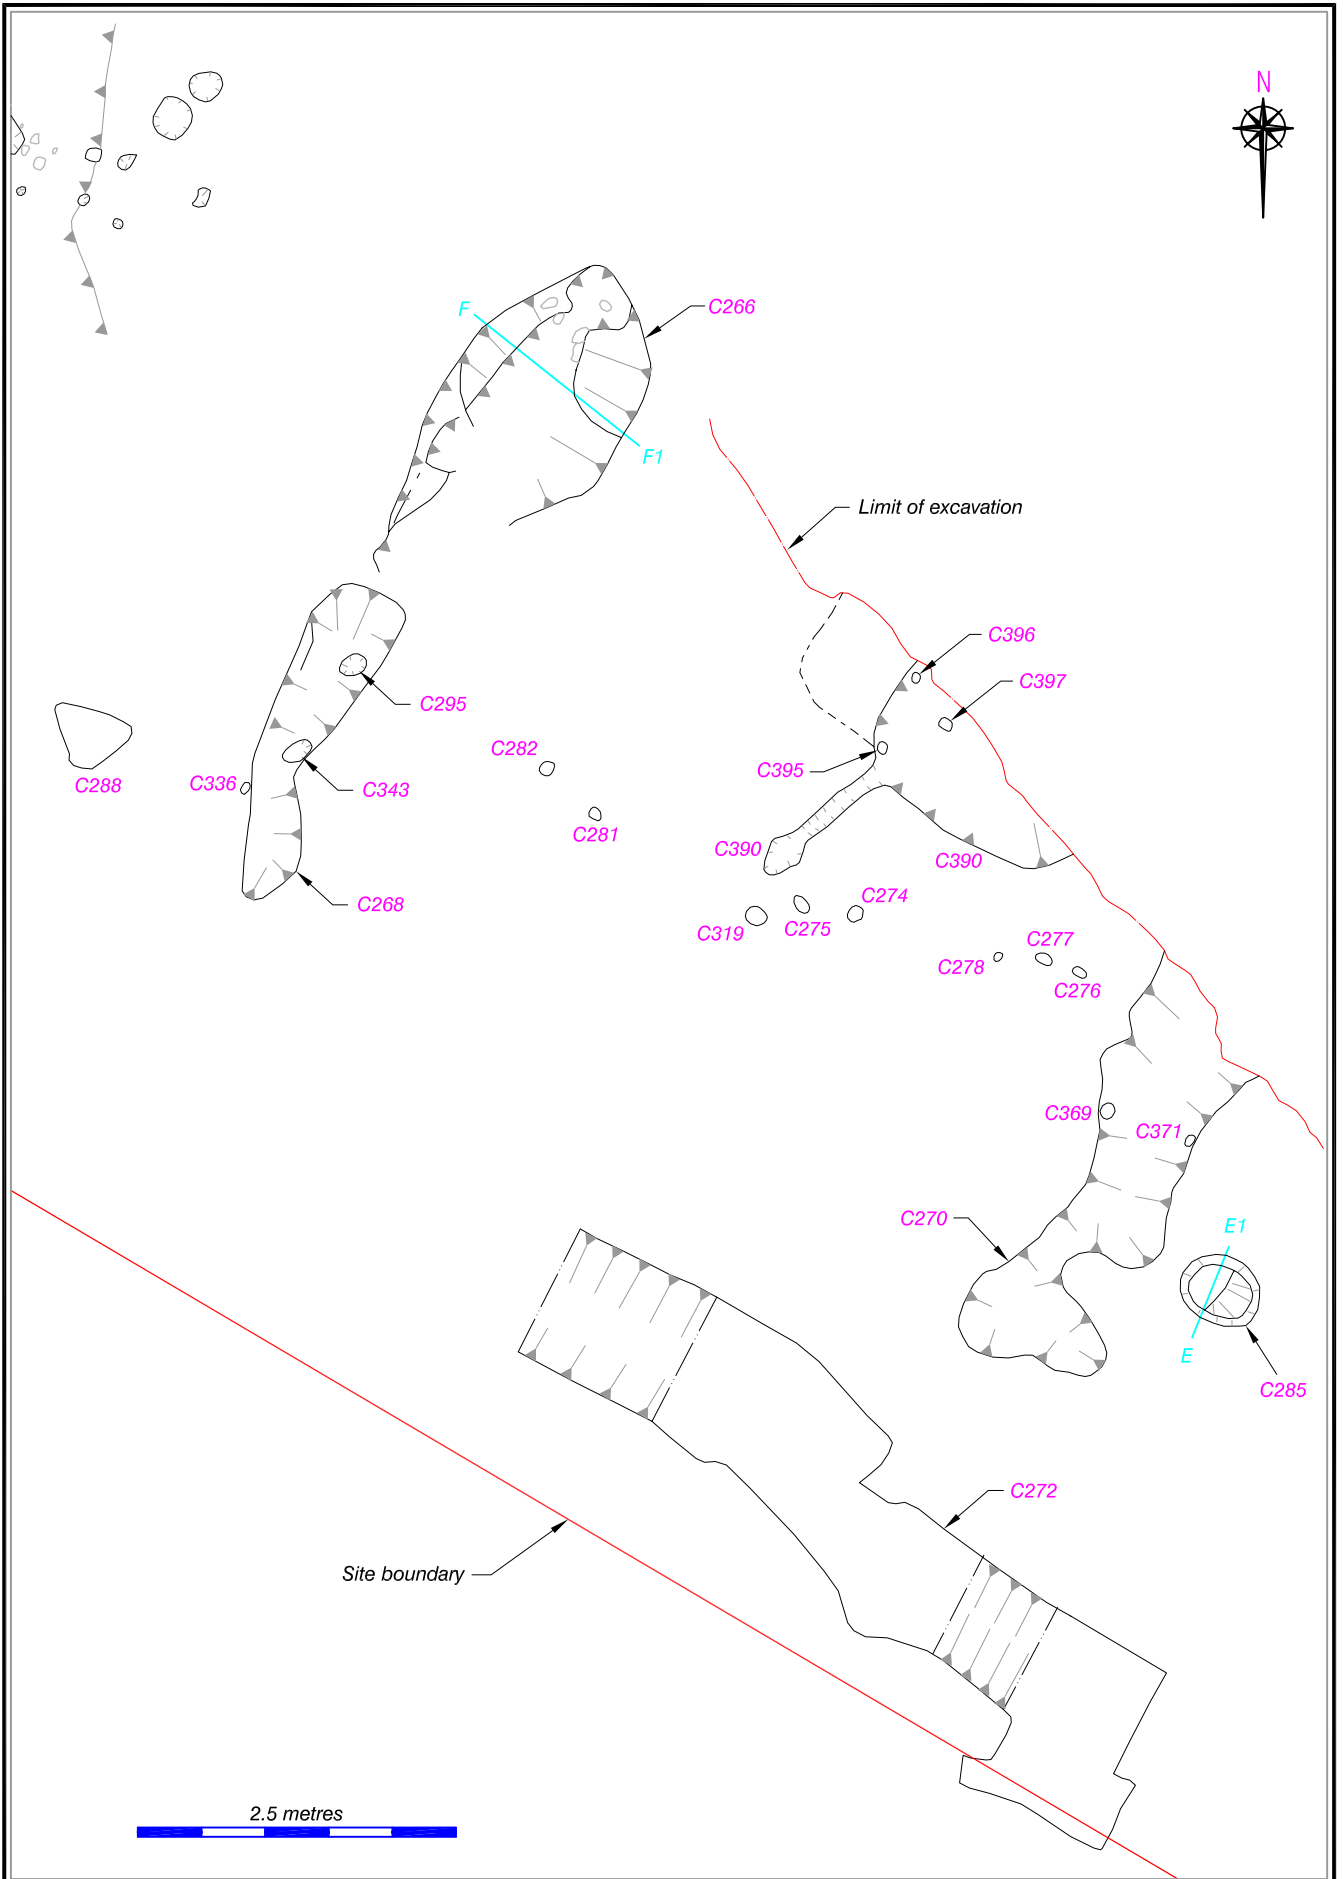 N
F
C266
F1
Limit of excavation
C396
C397
C295
C282
C395
C288
C336
C343
C281
C390
C390
C268
C274
C319
C275
C277
C278
C276
C369
C371
C270
E1
E
C285
C272
Site boundary
2.5 metres